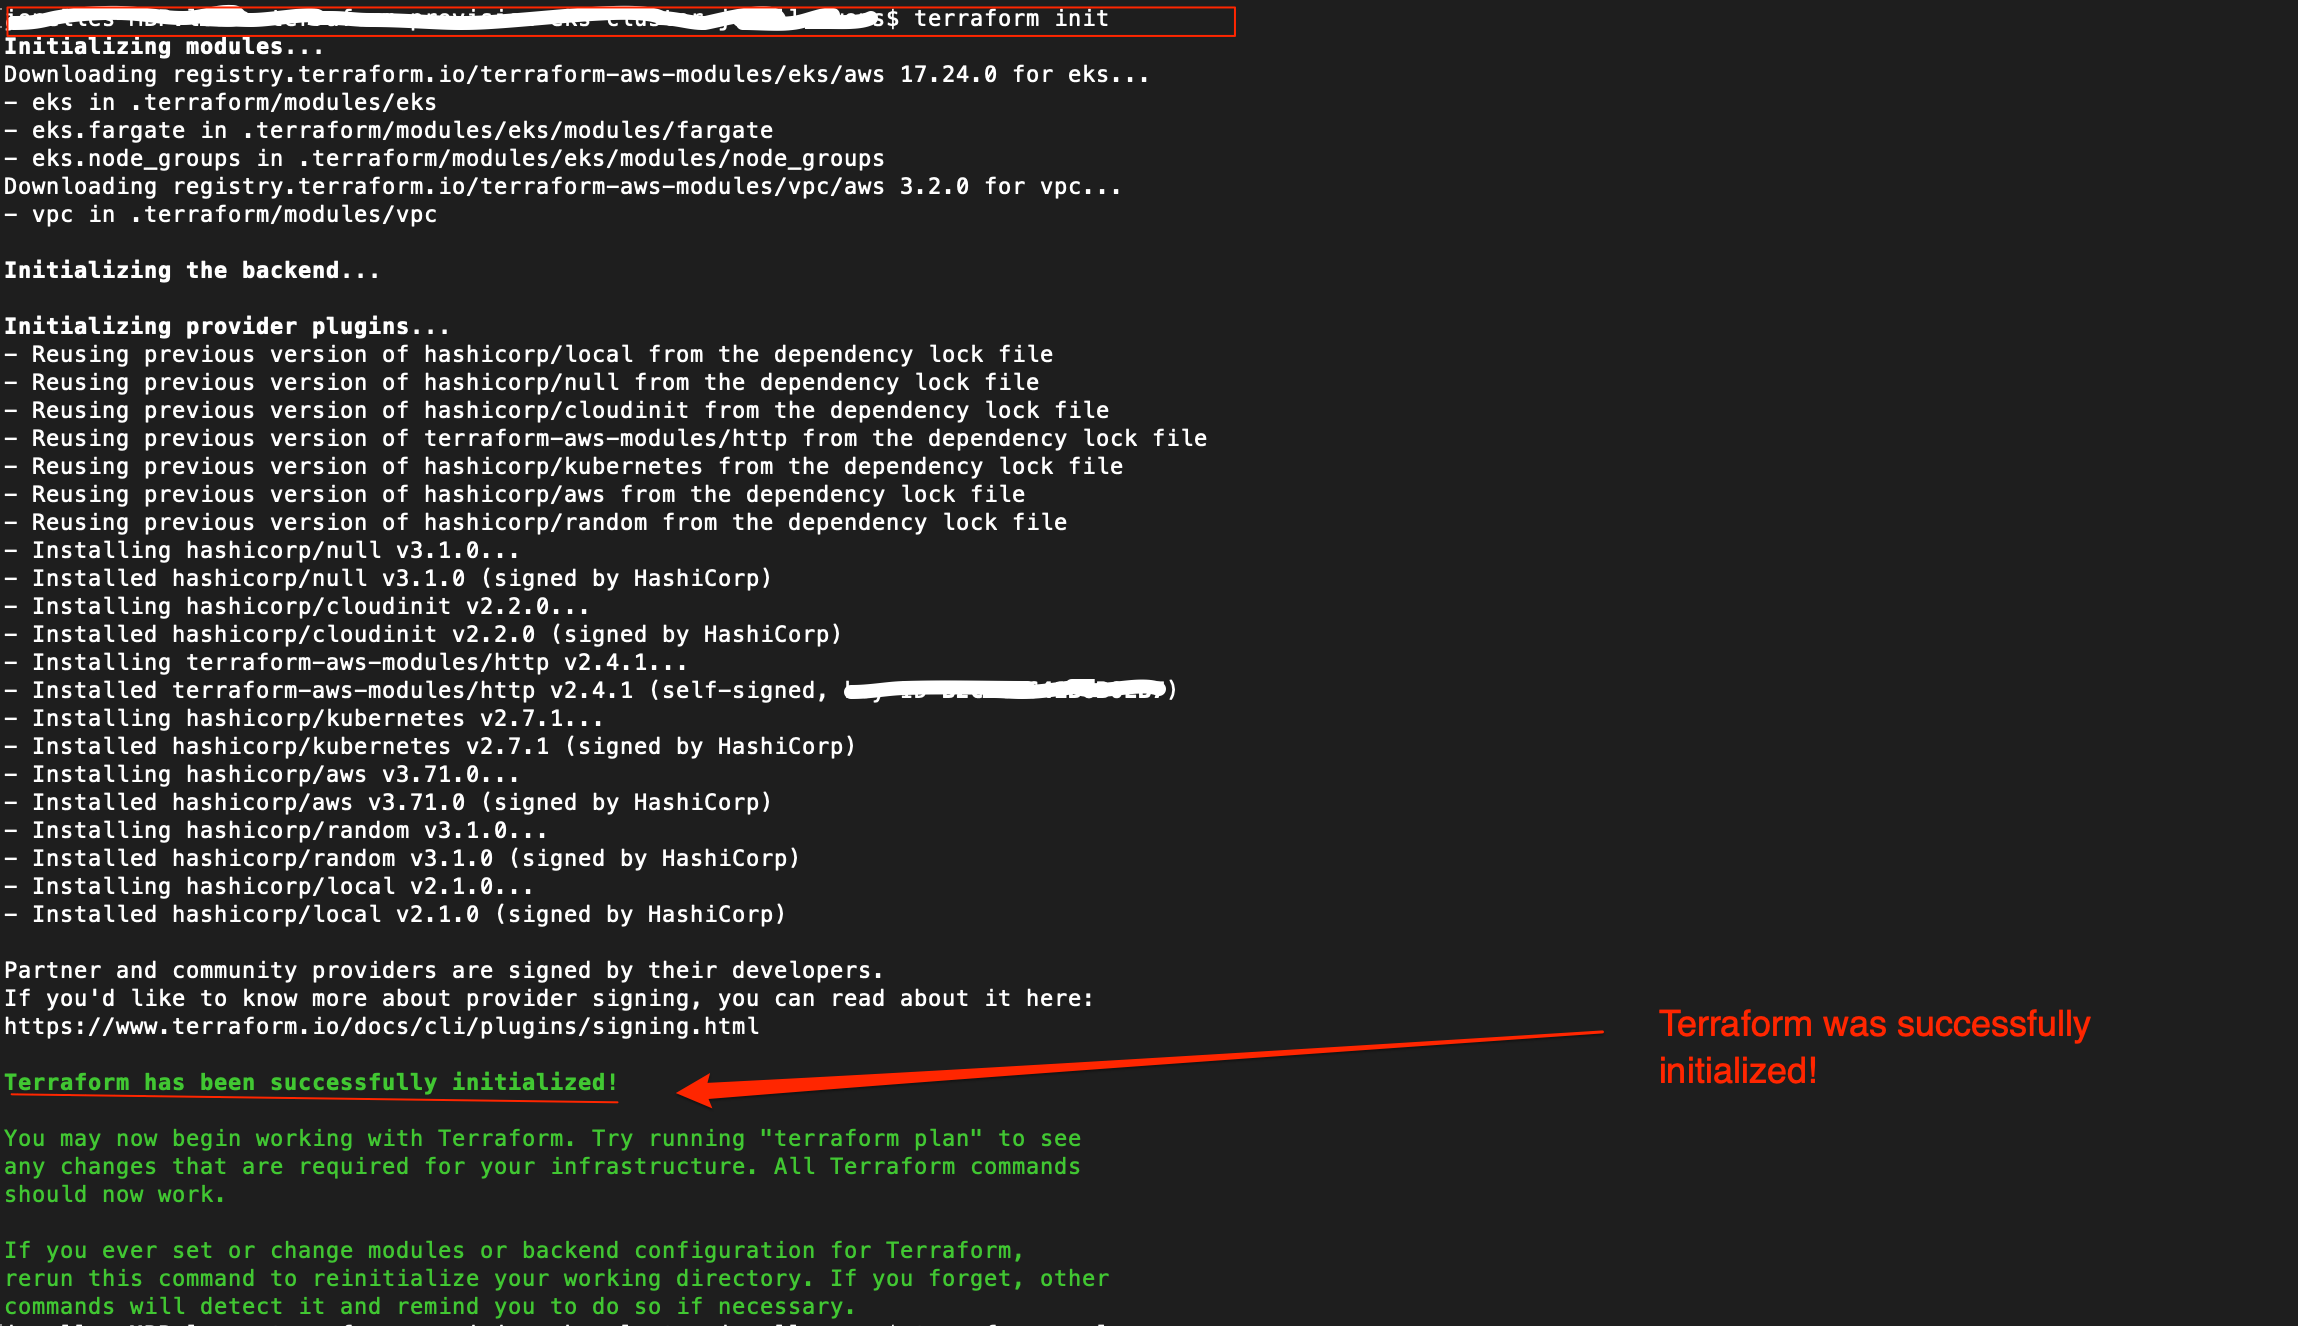 $ terraform init
Initializing modules...
Downloading registry.terraform.io/terraform-aws-modules/eks/aws 17.24.0 for eks...
- eks in .terraform/modules/eks
- eks.fargate in .terraform/modules/eks/modules/fargate
- eks.node_groups in .terraform/modules/eks/modules/node_groups
Downloading registry.terraform.io/terraform-aws-modules/vpc/aws 3.2.0 for vpc...
- vpc in .terraform/modules/vpc
Initializing the backend...
Initializing provider plugins...
- Reusing previous version of hashicorp/local from the dependency lock file
- Reusing previous version of hashicorp/null from the dependency lock file
- Reusing previous version of hashicorp/cloudinit from the dependency lock file
- Reusing previous version of terraform-aws-modules/http from the dependency lock file
- Reusing previous version of hashicorp/kubernetes from the dependency lock file
- Reusing previous version of hashicorp/aws from the dependency lock file
- Reusing previous version of hashicorp/random from the dependency lock file
- Installing hashicorp/null v3.1.0...
- Installed hashicorp/null v3.1.0 (signed by HashiCorp)
- Installing hashicorp/cloudinit v2.2.0...
- Installed hashicorp/cloudinit v2.2.0 (signed by HashiCorp)
- Installing terraform-aws-modules/http v2.4.1...
- Installed terraform-aws-modules/http v2.4.1 (self-signed, )
- Installing hashicorp/kubernetes v2.7.1...
- Installed hashicorp/kubernetes v2.7.1 (signed by HashiCorp)
- Installing hashicorp/aws v3.71.0...
- Installed hashicorp/aws v3.71.0 (signed by HashiCorp)
- Installing hashicorp/random v3.1.0...
- Installed hashicorp/random v3.1.0 (signed by HashiCorp)
- Installing hashicorp/local v2.1.0...
- Installed hashicorp/local v2.1.0 (signed by HashiCorp)
Partner and community providers are signed by their developers.
If you'd like to know more about provider signing, you can read about it here:
https://www.terraform.io/docs/cli/plugins/signing.html
Terraform was successfully
initialized!
Terraform has been successfully initialized!
You may now begin working with Terraform. Try running "terraform plan" to see
any changes that are required for your infrastructure. All Terraform commands
should now work.
If you ever set or change modules or backend configuration for Terraform,
rerun this command to reinitialize your working directory. If you forget, other
commands will detect it and remind you to do so if necessary.